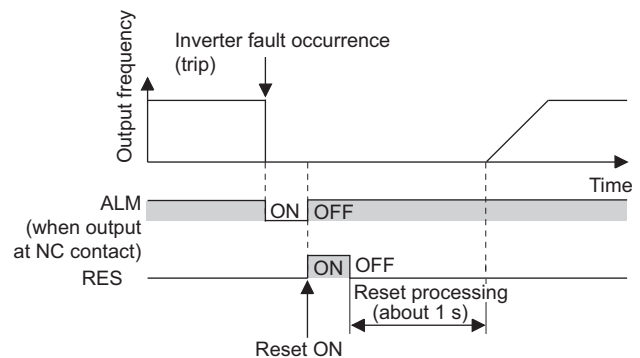 Inverter fault occurrence
(trip)
Output frequency
Time
ALM
(when output
at NC contact)
ON
OFF
RES
ON
OFF
Reset processing
(about 1 s)
Reset ON